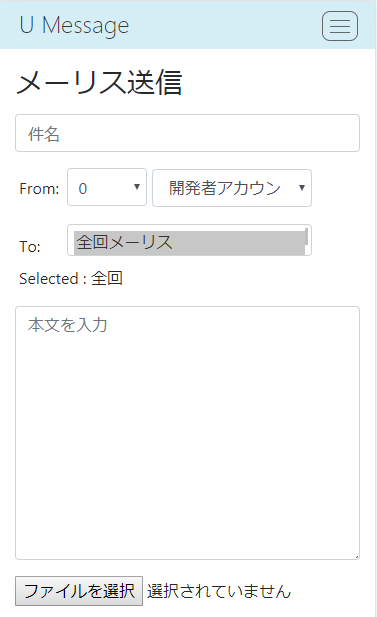 U Message
メーリス送信
件名
From: 0 開発者アカウン
To: 全回メーリス
Selected : 全回
本文を入力
ファイルを選択 選択されていません